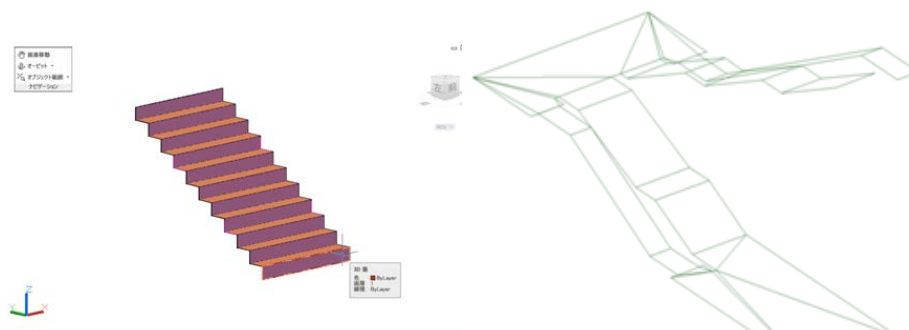 画面移動
オービット
オブジェクト範囲
ナビゲーション
左 前
3D 面
色 ByLayer
画層 1
線種 ByLayer
Z
Y X